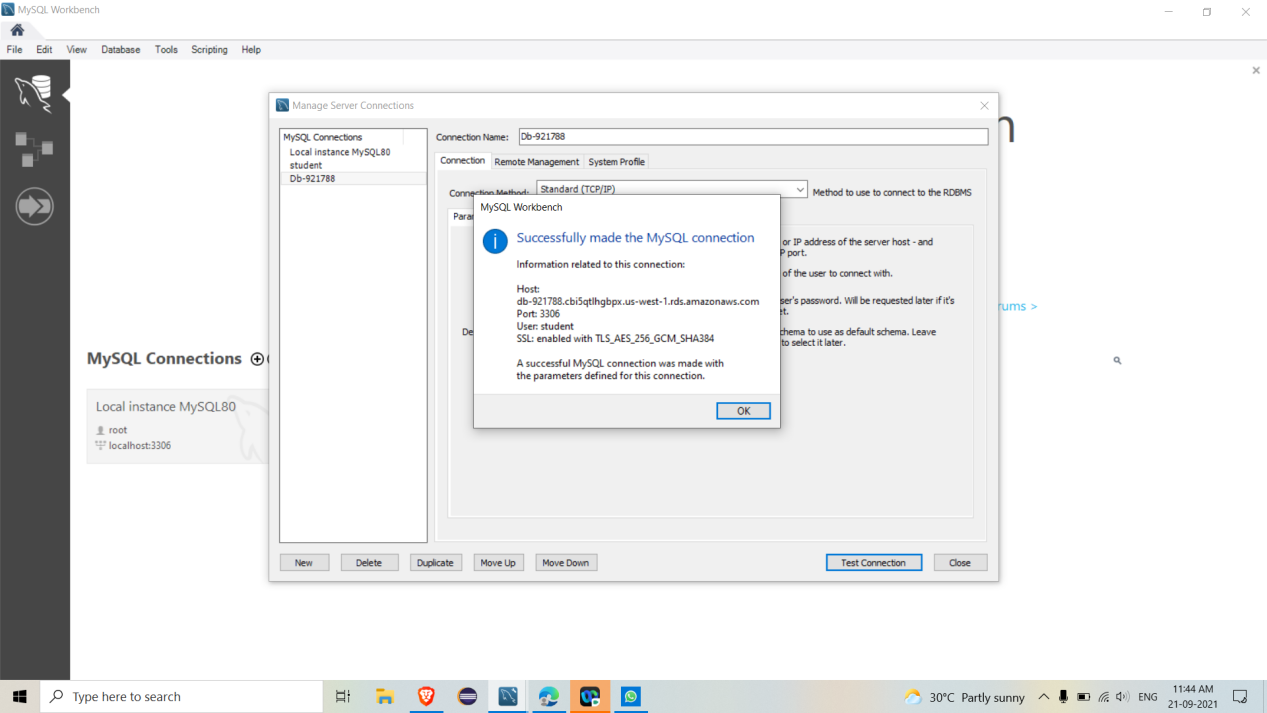 MySQL Workbench
File Edit View Database Tools Scripting Help
Manage Server Connections
MySQL Connections
Local instance MySQL80
student
Db-921788
Connection Name: Db-921788
Connection Remote Management System Profile
Connection Method: Standard (TCP/IP) Method to use to connect to the RDBMS
MySQL Workbench
Successfully made the MySQL connection
Information related to this connection:
Host:
db-921788.cbi5qtlhgbpx.us-west-1.rds.amazonaws.com
Port: 3306
User: student
SSL: enabled with TLS_AES_256_GCM_SHA384
A successful MySQL connection was made with
the parameters defined for this connection.
OK
or IP address of the server host - and
P port.
of the user to connect with.
ser's password. Will be requested later if it's
et.
chema to use as default schema. Leave
to select it later.
rums >
MySQL Connections
Local instance MySQL80
root
localhost:3306
New Delete Duplicate Move Up Move Down Test Connection Close
Type here to search
30°C Partly sunny ENG 11:44 AM
21-09-2021